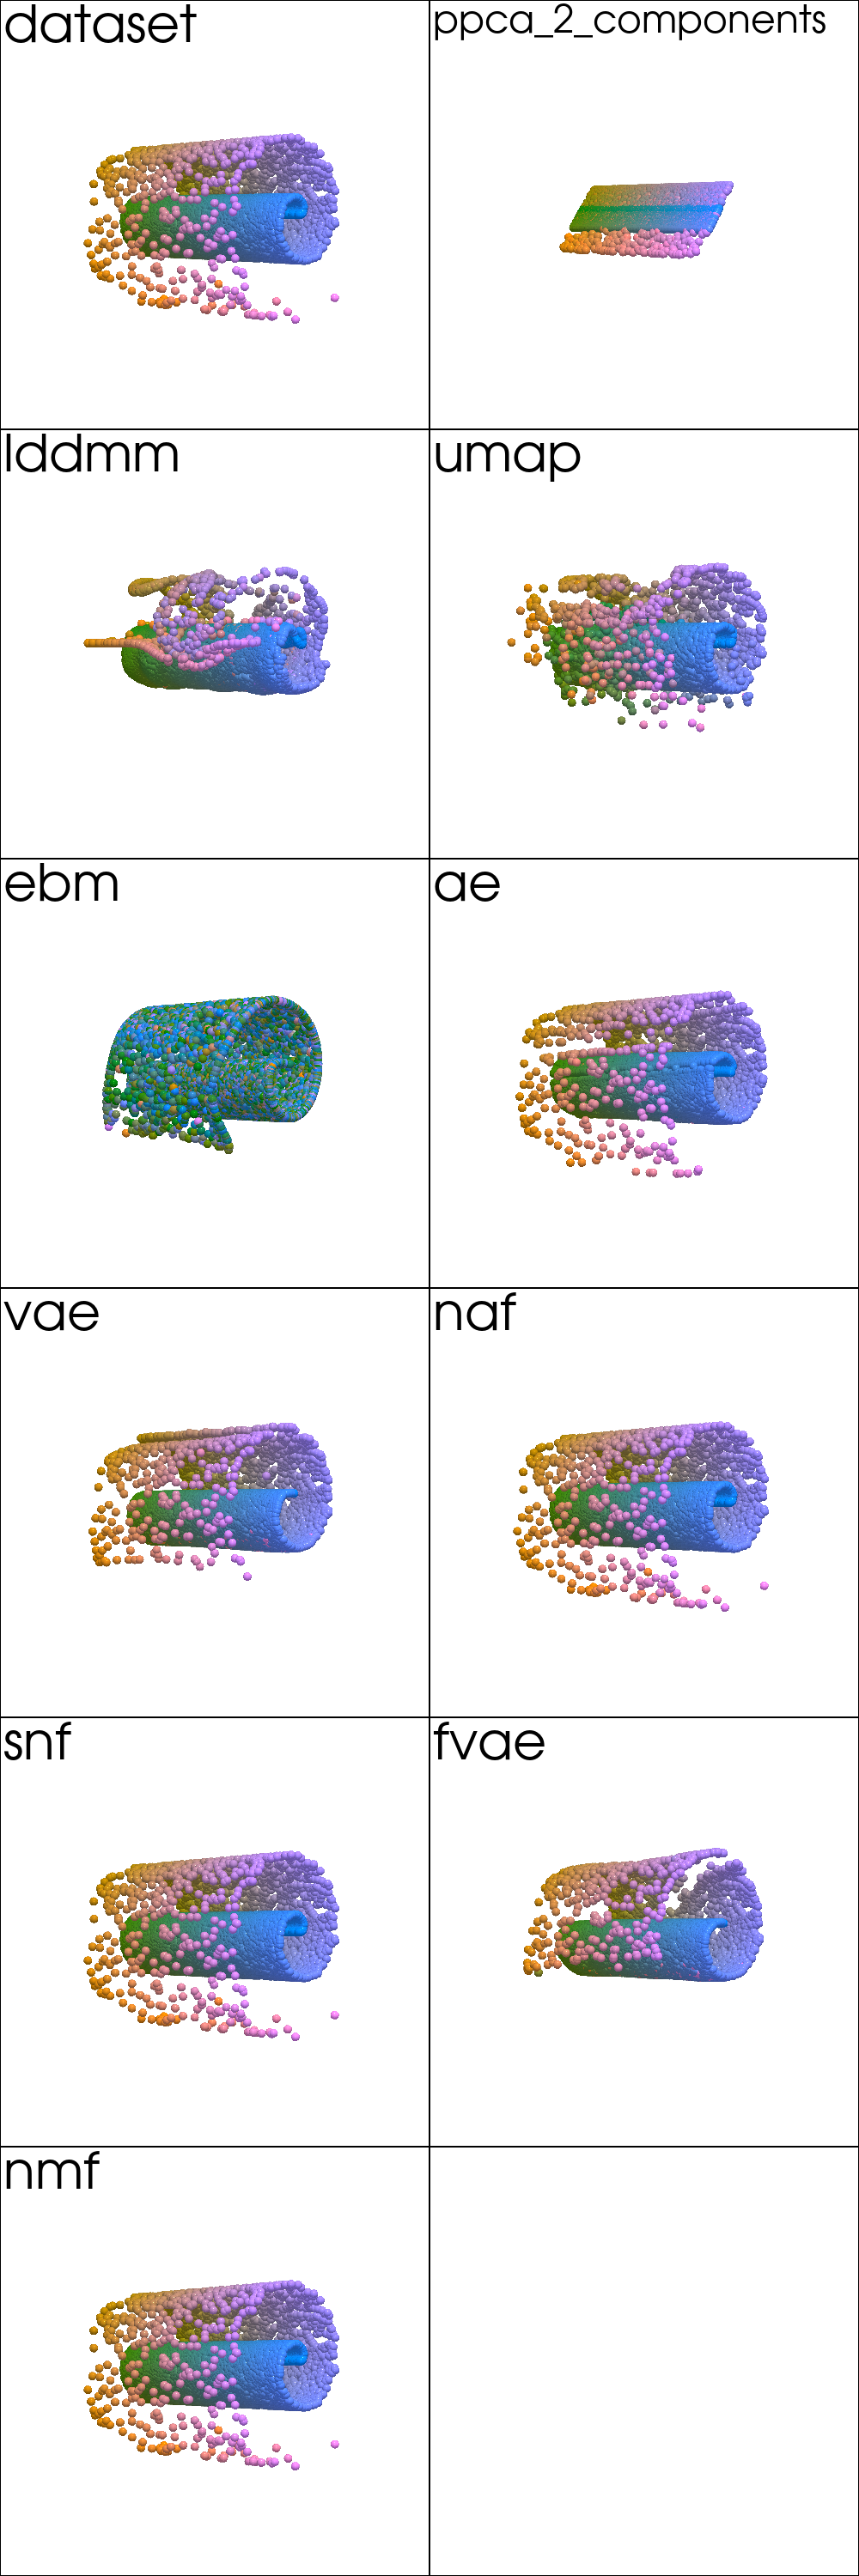 dataset
ppca_2_components
lddmm
umap
ebm
ae
vae
naf
snf
fvae
nmf